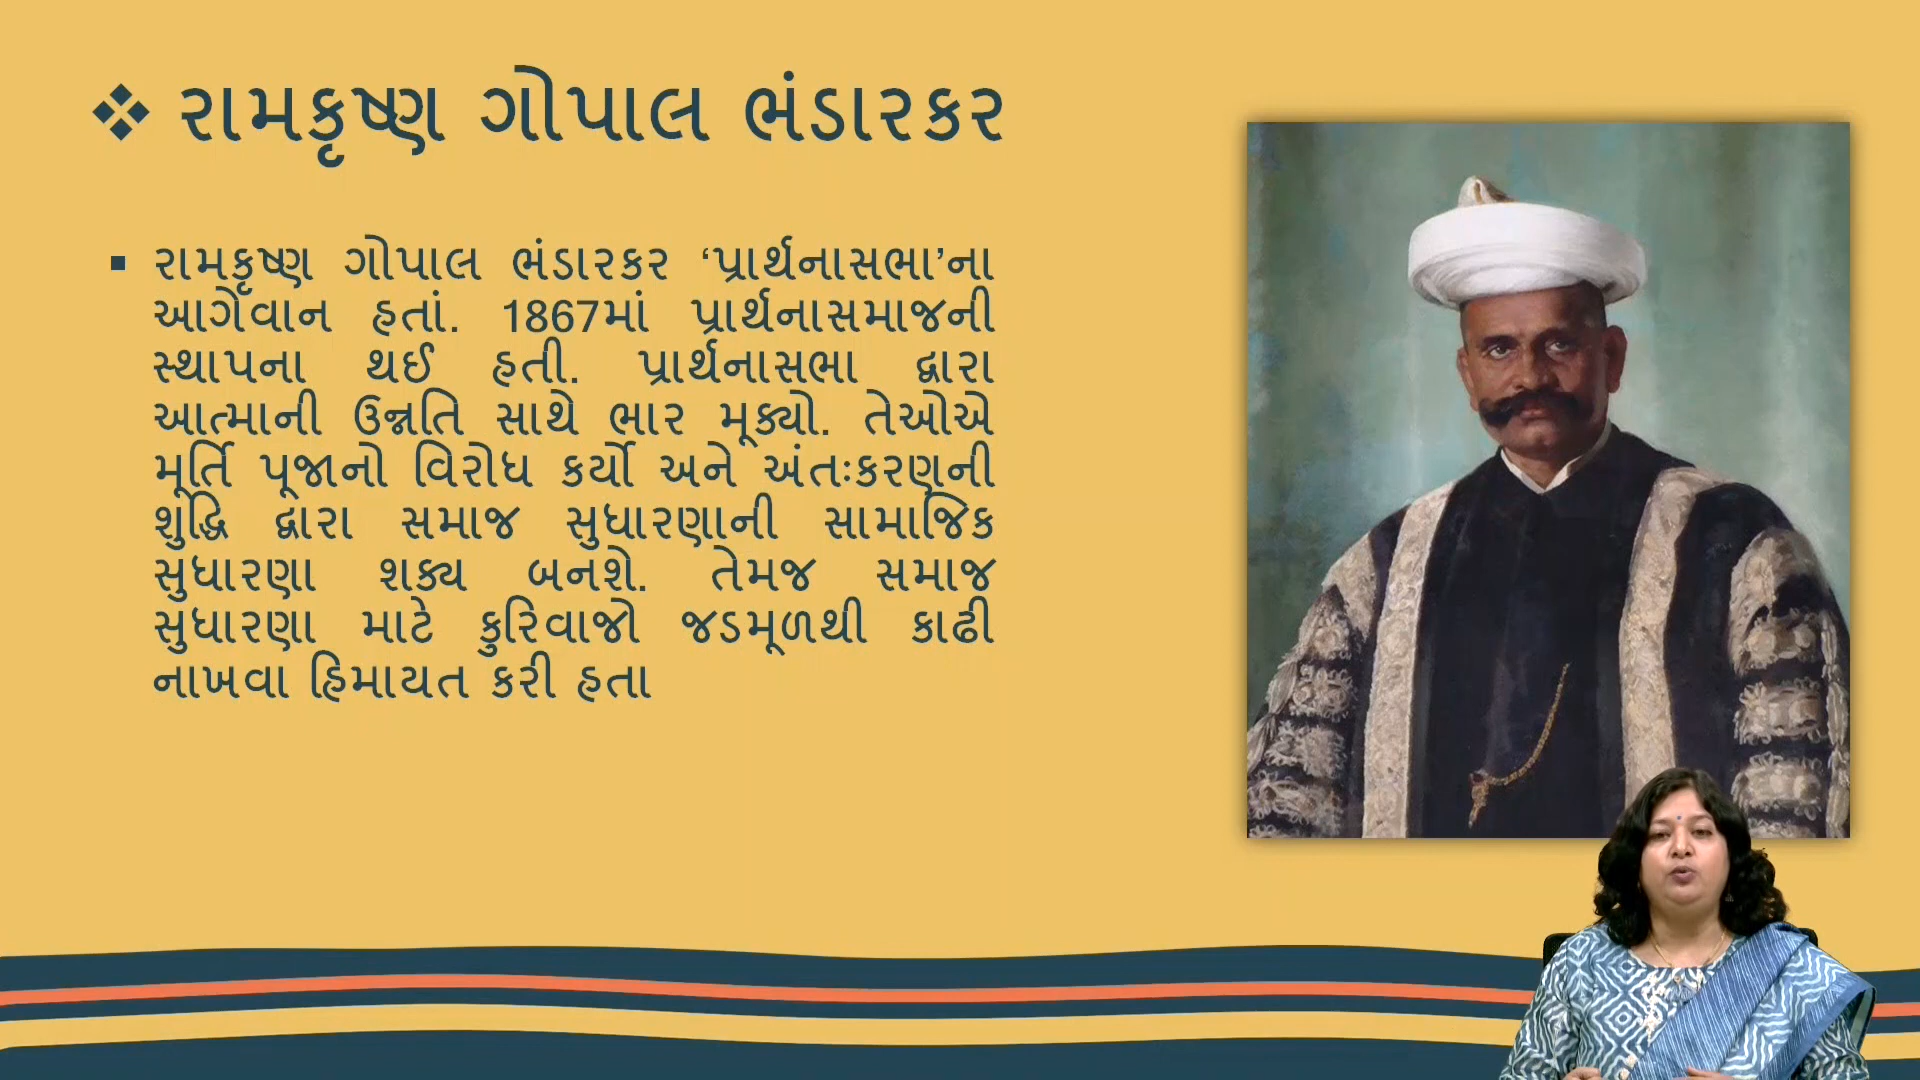 ❖ રામકૃષ્ણ ગોપાલ ભંડારકર
▪ રામકૃષ્ણ ગોપાલ ભંડારકર ‘પ્રાર્થનાસભા’ના
આગેવાન હતાં. 1867માં પ્રાર્થનાસમાજની
સ્થાપના થઈ હતી. પ્રાર્થનાસભા દ્વારા
આત્માની ઉન્નતિ સાથે ભાર મૂક્યો. તેઓએ
મૂર્તિ પૂજાનો વિરોધ કર્યો અને અંતઃકરણની
શુદ્ધિ દ્વારા સમાજ સુધારણાની સામાજિક
સુધારણા શક્ય બનશે. તેમજ સમાજ
સુધારણા માટે કુરિવાજો જડમૂળથી કાઢી
નાખવા હિમાયત કરી હતા